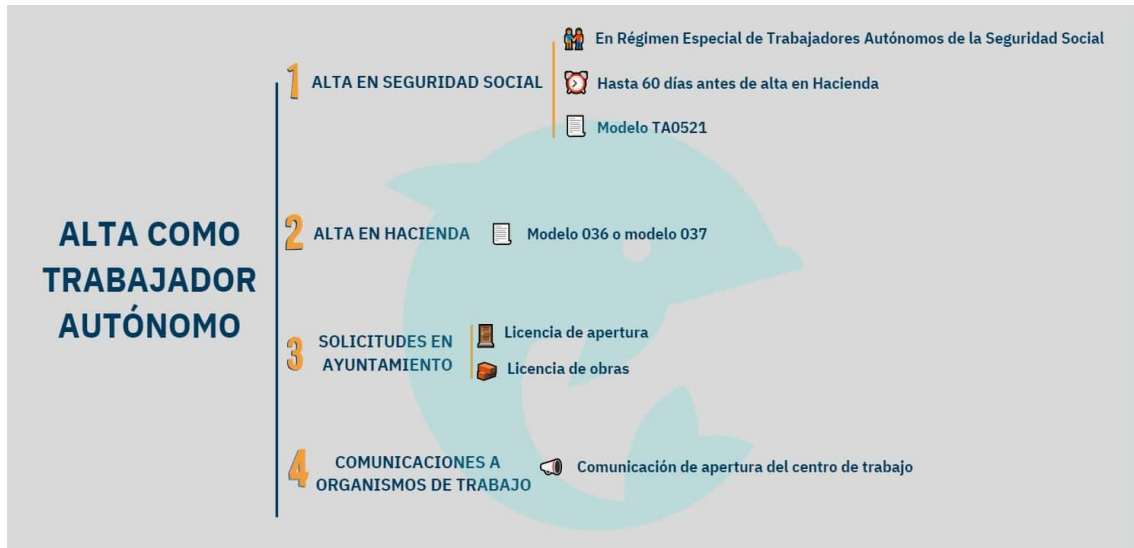 ALTA COMO
TRABAJADOR
AUTÓNOMO
1 ALTA EN SEGURIDAD SOCIAL
En Régimen Especial de Trabajadores Autónomos de la Seguridad Social
Hasta 60 días antes de alta en Hacienda
Modelo TA0521
2 ALTA EN HACIENDA
Modelo 036 o modelo 037
3 SOLICITUDES EN
AYUNTAMIENTO
Licencia de apertura
Licencia de obras
4 COMUNICACIONES A
ORGANISMOS DE TRABAJO
Comunicación de apertura del centro de trabajo